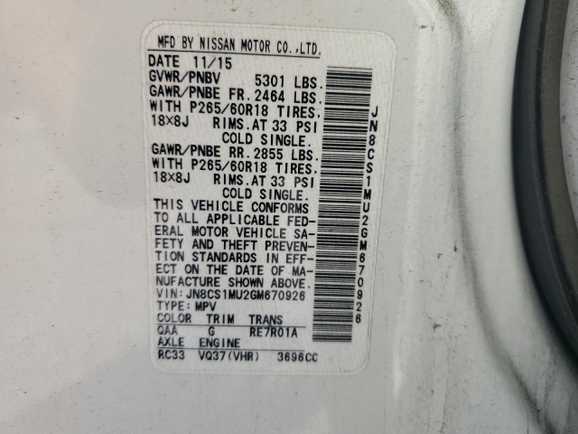 MFD BY NISSAN MOTOR CO.,LTD.
DATE 11/15
GVWR/PNBV 5301 LBS.
GAWR/PNBE FR. 2464 LBS.
WITH P265/60R18 TIRES.
18×8J RIMS. AT 33 PSI
COLD SINGLE.
GAWR/PNBE RR. 2855 LBS.
WITH P265/60R18 TIRES.
18×8J RIMS. AT 33 PSI
COLD SINGLE.
THIS VEHICLE CONFORMS
TO ALL APPLICABLE FED-
ERAL MOTOR VEHICLE SA-
FETY AND THEFT PREVEN-
TION STANDARDS IN EFF-
ECT ON THE DATE OF MA-
NUFACTURE SHOWN ABOVE.
VIN: JN8CS1MU2GM670926
TYPE: MPV
COLOR TRIM TRANS
QAA G RE7R01A
AXLE ENGINE
RC33 VQ37(VHR) 3696CC
JN8CS1MU2GM670926